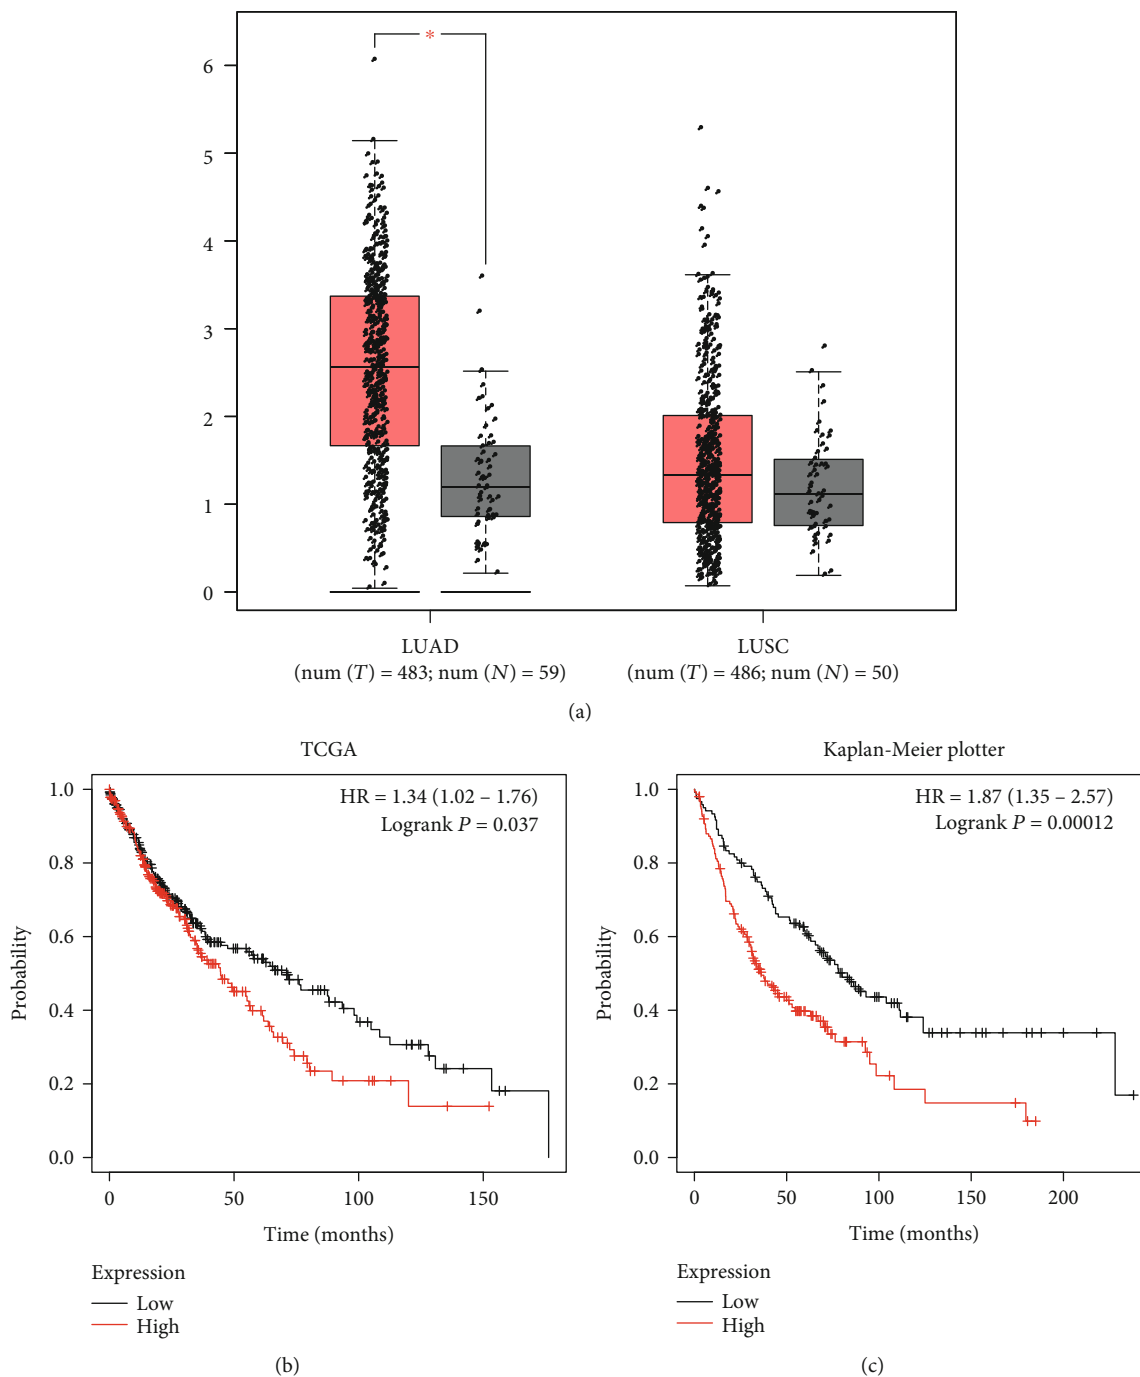 *
6
5
4
3
2
1
0
LUAD
LUSC
(num (T) = 483; num (N) = 59)
(num (T) = 486; num (N) = 50)
(a)
TCGA
HR = 1.34 (1.02 – 1.76)
Logrank P = 0.037
1.0
0.8
0.6
0.4
0.2
0.0
Probability
0 50 100 150
Time (months)
Expression
Low
High
(b)
Kaplan-Meier plotter
HR = 1.87 (1.35 – 2.57)
Logrank P = 0.00012
1.0
0.8
0.6
0.4
0.2
0.0
Probability
0 50 100 150 200
Time (months)
Expression
Low
High
(c)